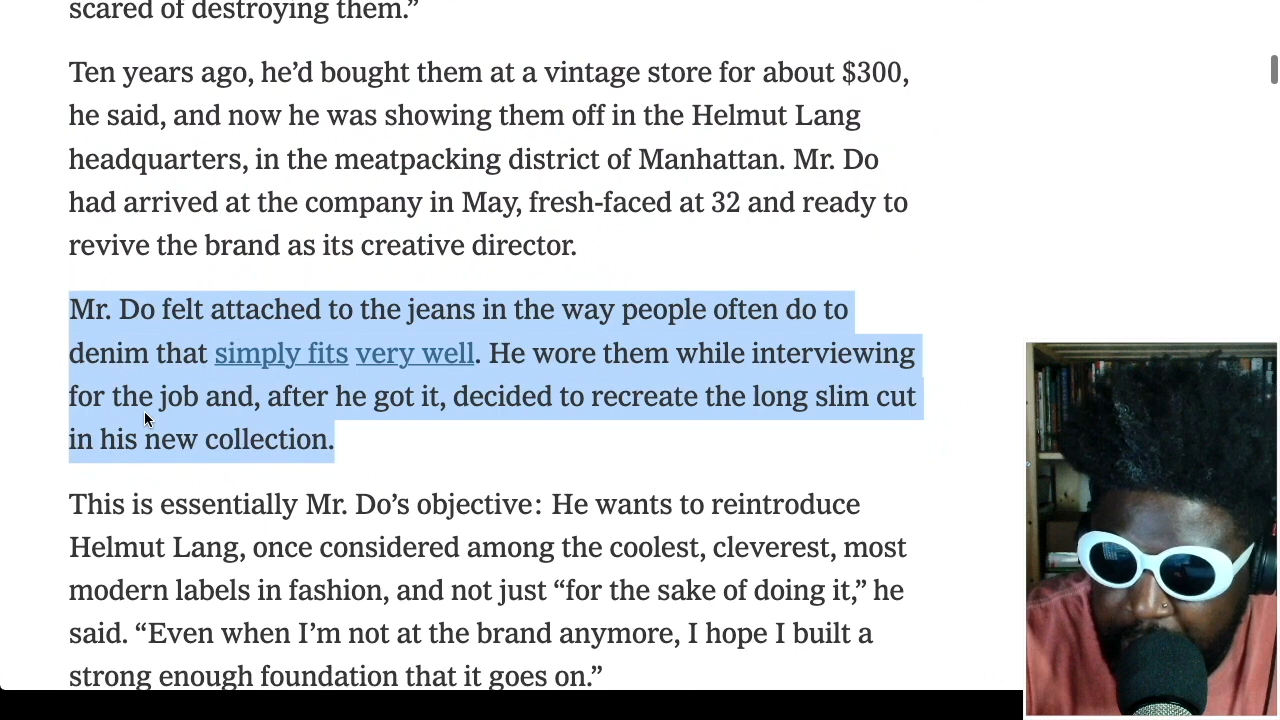 scared of destroying them.”
Ten years ago, he’d bought them at a vintage store for about $300,
he said, and now he was showing them off in the Helmut Lang
headquarters, in the meatpacking district of Manhattan. Mr. Do
had arrived at the company in May, fresh-faced at 32 and ready to
revive the brand as its creative director.
Mr. Do felt attached to the jeans in the way people often do to
denim that simply fits very well. He wore them while interviewing
for the job and, after he got it, decided to recreate the long slim cut
in his new collection.
This is essentially Mr. Do’s objective: He wants to reintroduce
Helmut Lang, once considered among the coolest, cleverest, most
modern labels in fashion, and not just “for the sake of doing it,” he
said. “Even when I’m not at the brand anymore, I hope I built a
strong enough foundation that it goes on.”